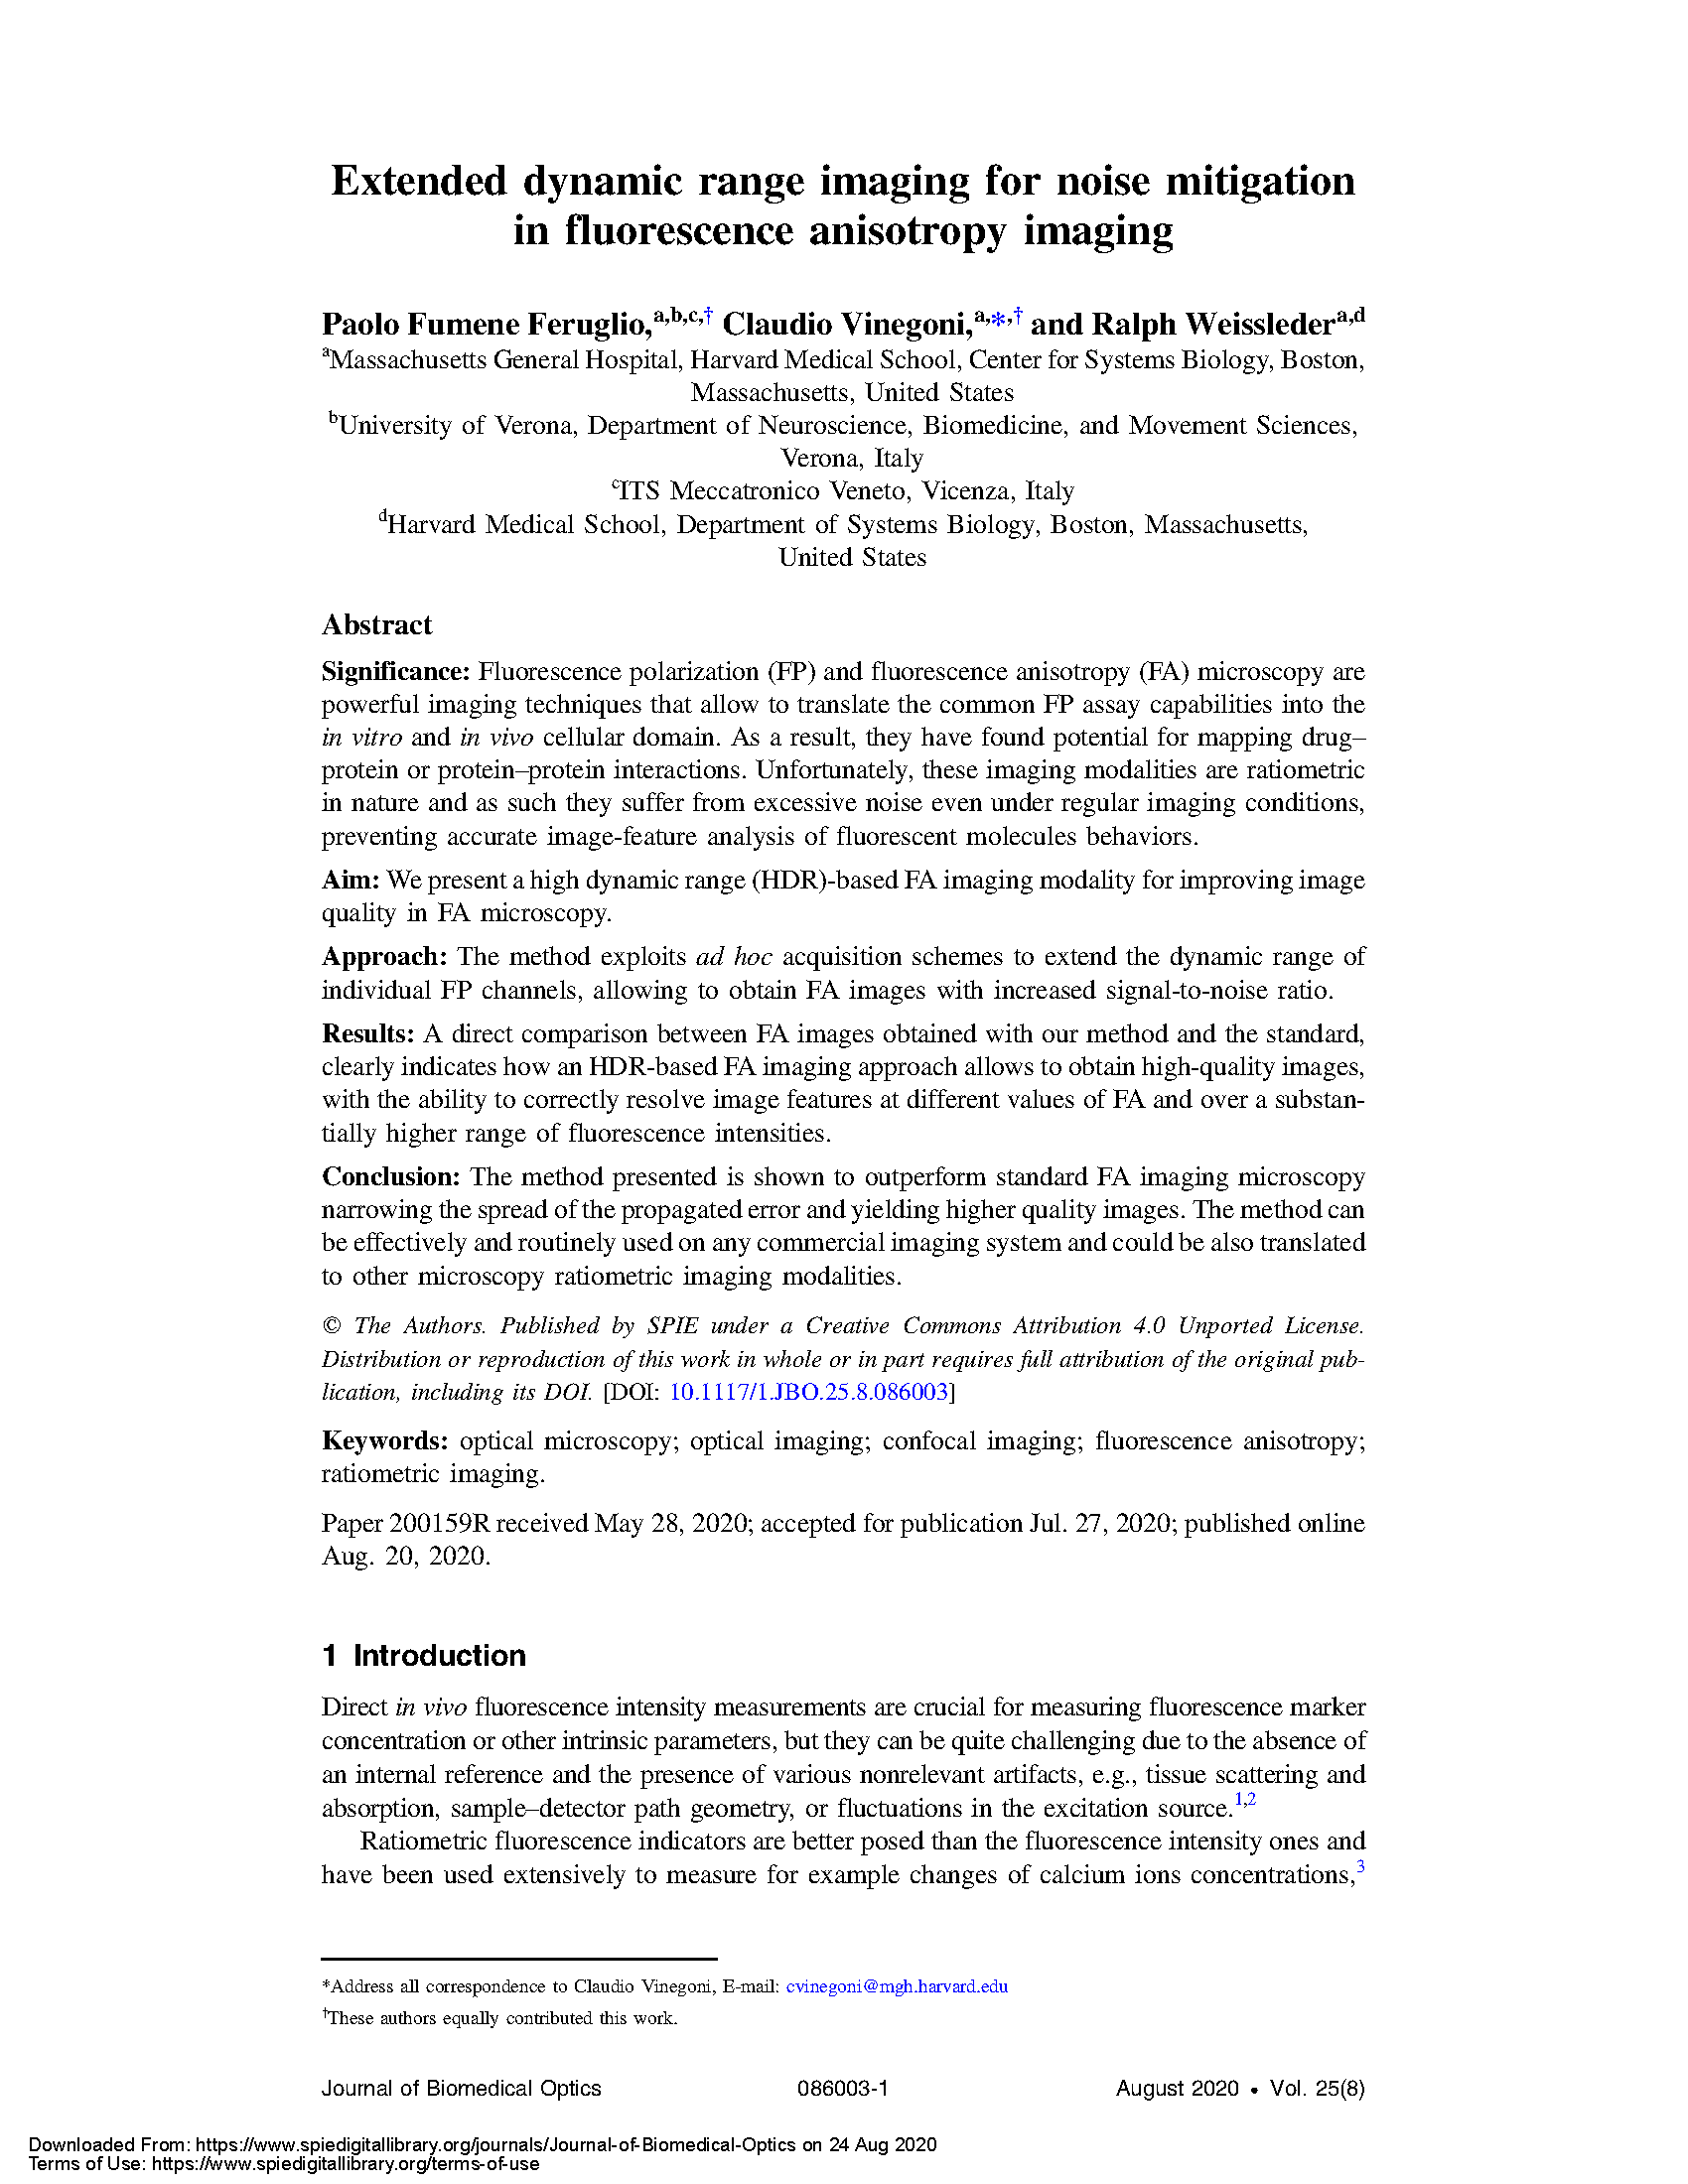 Extended dynamic range imaging for noise mitigation
in fluorescence anisotropy imaging
Paolo Fumene Feruglio,a,b,c,† Claudio Vinegoni,a,*,† and Ralph Weissledera,d
aMassachusetts General Hospital, Harvard Medical School, Center for Systems Biology, Boston,
Massachusetts, United States
bUniversity of Verona, Department of Neuroscience, Biomedicine, and Movement Sciences,
Verona, Italy
cITS Meccatronico Veneto, Vicenza, Italy
dHarvard Medical School, Department of Systems Biology, Boston, Massachusetts,
United States
Abstract
Significance: Fluorescence polarization (FP) and fluorescence anisotropy (FA) microscopy are
powerful imaging techniques that allow to translate the common FP assay capabilities into the
in vitro and in vivo cellular domain. As a result, they have found potential for mapping drug–
protein or protein–protein interactions. Unfortunately, these imaging modalities are ratiometric
in nature and as such they suffer from excessive noise even under regular imaging conditions,
preventing accurate image-feature analysis of fluorescent molecules behaviors.
Aim: We present a high dynamic range (HDR)-based FA imaging modality for improving image
quality in FA microscopy.
Approach: The method exploits ad hoc acquisition schemes to extend the dynamic range of
individual FP channels, allowing to obtain FA images with increased signal-to-noise ratio.
Results: A direct comparison between FA images obtained with our method and the standard,
clearly indicates how an HDR-based FA imaging approach allows to obtain high-quality images,
with the ability to correctly resolve image features at different values of FA and over a substan-
tially higher range of fluorescence intensities.
Conclusion: The method presented is shown to outperform standard FA imaging microscopy
narrowing the spread of the propagated error and yielding higher quality images. The method can
be effectively and routinely used on any commercial imaging system and could be also translated
to other microscopy ratiometric imaging modalities.
© The Authors. Published by SPIE under a Creative Commons Attribution 4.0 Unported License.
Distribution or reproduction of this work in whole or in part requires full attribution of the original pub-
lication, including its DOI. [DOI: 10.1117/1.JBO.25.8.086003]
Keywords: optical microscopy; optical imaging; confocal imaging; fluorescence anisotropy;
ratiometric imaging.
Paper 200159R received May 28, 2020; accepted for publication Jul. 27, 2020; published online
Aug. 20, 2020.
1 Introduction
Direct in vivo fluorescence intensity measurements are crucial for measuring fluorescence marker
concentration or other intrinsic parameters, but they can be quite challenging due to the absence of
an internal reference and the presence of various nonrelevant artifacts, e.g., tissue scattering and
absorption, sample–detector path geometry, or fluctuations in the excitation source.1,2
Ratiometric fluorescence indicators are better posed than the fluorescence intensity ones and
have been used extensively to measure for example changes of calcium ions concentrations,3
*Address all correspondence to Claudio Vinegoni, E-mail: cvinegoni@mgh.harvard.edu
†These authors equally contributed this work.
Journal of Biomedical Optics 086003-1 August 2020 • Vol. 25(8)
Downloaded From: https://www.spiedigitallibrary.org/journals/Journal-of-Biomedical-Optics on 24 Aug 2020
Terms of Use: https://www.spiedigitallibrary.org/terms-of-use